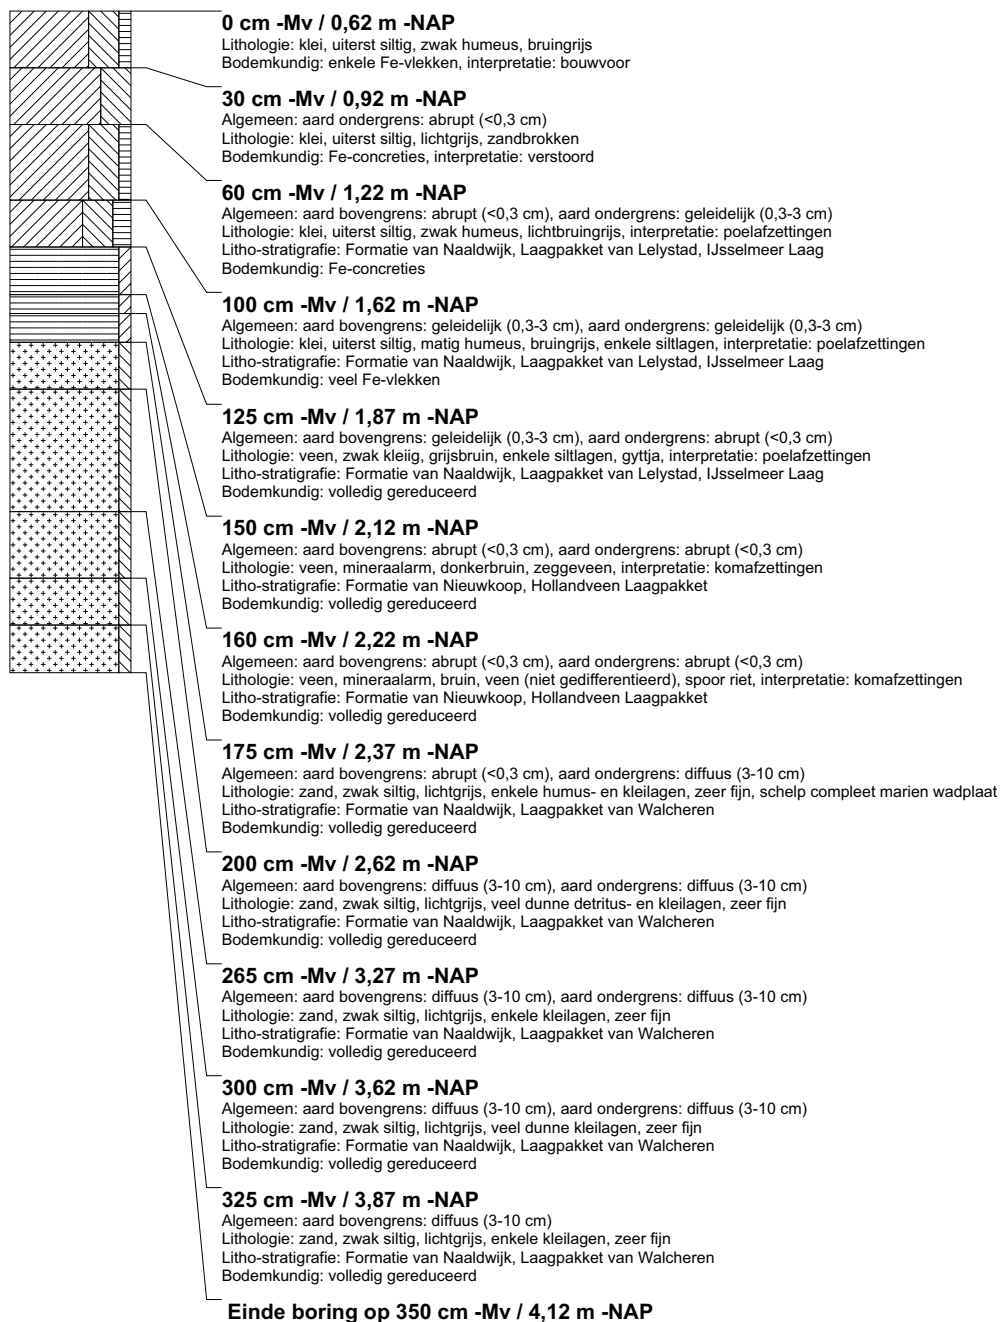 0 cm -Mv / 0,62 m -NAP
Lithologie: klei, uiterst siltig, zwak humeus, bruingrijs
Bodemkundig: enkele Fe-vlekken, interpretatie: bouwvoor
30 cm -Mv / 0,92 m -NAP
Algemeen: aard ondergrens: abrupt (<0,3 cm)
Lithologie: klei, uiterst siltig, lichtgrijs, zandbrokken
Bodemkundig: Fe-concreties, interpretatie: verstoord
60 cm -Mv / 1,22 m -NAP
Algemeen: aard bovengrens: abrupt (<0,3 cm), aard ondergrens: geleidelijk (0,3-3 cm)
Lithologie: klei, uiterst siltig, zwak humeus, lichtbruingrijs, interpretatie: poelafzettingen
Litho-stratigrafie: Formatie van Naaldwijk, Laagpakket van Lelystad, IJsselmeer Laag
Bodemkundig: Fe-concreties
100 cm -Mv / 1,62 m -NAP
Algemeen: aard bovengrens: geleidelijk (0,3-3 cm), aard ondergrens: geleidelijk (0,3-3 cm)
Lithologie: klei, uiterst siltig, matig humeus, bruingrijs, enkele siltlagen, interpretatie: poelafzettingen
Litho-stratigrafie: Formatie van Naaldwijk, Laagpakket van Lelystad, IJsselmeer Laag
Bodemkundig: veel Fe-vlekken
125 cm -Mv / 1,87 m -NAP
Algemeen: aard bovengrens: geleidelijk (0,3-3 cm), aard ondergrens: abrupt (<0,3 cm)
Lithologie: veen, zwak kleiig, grijsbruin, enkele siltlagen, gyttja, interpretatie: poelafzettingen
Litho-stratigrafie: Formatie van Naaldwijk, Laagpakket van Lelystad, IJsselmeer Laag
Bodemkundig: volledig gereduceerd
150 cm -Mv / 2,12 m -NAP
Algemeen: aard bovengrens: abrupt (<0,3 cm), aard ondergrens: abrupt (<0,3 cm)
Lithologie: veen, mineraalarm, donkerbruin, zeggeveen, interpretatie: komafzettingen
Litho-stratigrafie: Formatie van Nieuwkoop, Hollandveen Laagpakket
Bodemkundig: volledig gereduceerd
160 cm -Mv / 2,22 m -NAP
Algemeen: aard bovengrens: abrupt (<0,3 cm), aard ondergrens: abrupt (<0,3 cm)
Lithologie: veen, mineraalarm, bruin, veen (niet gedifferentieerd), spoor riet, interpretatie: komafzettingen
Litho-stratigrafie: Formatie van Nieuwkoop, Hollandveen Laagpakket
Bodemkundig: volledig gereduceerd
175 cm -Mv / 2,37 m -NAP
Algemeen: aard bovengrens: abrupt (<0,3 cm), aard ondergrens: diffuus (3-10 cm)
Lithologie: zand, zwak siltig, lichtgrijs, enkele humus- en kleilagen, zeer fijn, schelp compleet marien wadplaat
Litho-stratigrafie: Formatie van Naaldwijk, Laagpakket van Walcheren
Bodemkundig: volledig gereduceerd
200 cm -Mv / 2,62 m -NAP
Algemeen: aard bovengrens: diffuus (3-10 cm), aard ondergrens: diffuus (3-10 cm)
Lithologie: zand, zwak siltig, lichtgrijs, veel dunne detritus- en kleilagen, zeer fijn
Litho-stratigrafie: Formatie van Naaldwijk, Laagpakket van Walcheren
Bodemkundig: volledig gereduceerd
265 cm -Mv / 3,27 m -NAP
Algemeen: aard bovengrens: diffuus (3-10 cm), aard ondergrens: diffuus (3-10 cm)
Lithologie: zand, zwak siltig, lichtgrijs, enkele kleilagen, zeer fijn
Litho-stratigrafie: Formatie van Naaldwijk, Laagpakket van Walcheren
Bodemkundig: volledig gereduceerd
300 cm -Mv / 3,62 m -NAP
Algemeen: aard bovengrens: diffuus (3-10 cm), aard ondergrens: diffuus (3-10 cm)
Lithologie: zand, zwak siltig, lichtgrijs, veel dunne kleilagen, zeer fijn
Litho-stratigrafie: Formatie van Naaldwijk, Laagpakket van Walcheren
Bodemkundig: volledig gereduceerd
325 cm -Mv / 3,87 m -NAP
Algemeen: aard bovengrens: diffuus (3-10 cm)
Lithologie: zand, zwak siltig, lichtgrijs, enkele kleilagen, zeer fijn
Litho-stratigrafie: Formatie van Naaldwijk, Laagpakket van Walcheren
Bodemkundig: volledig gereduceerd
Einde boring op 350 cm -Mv / 4,12 m -NAP